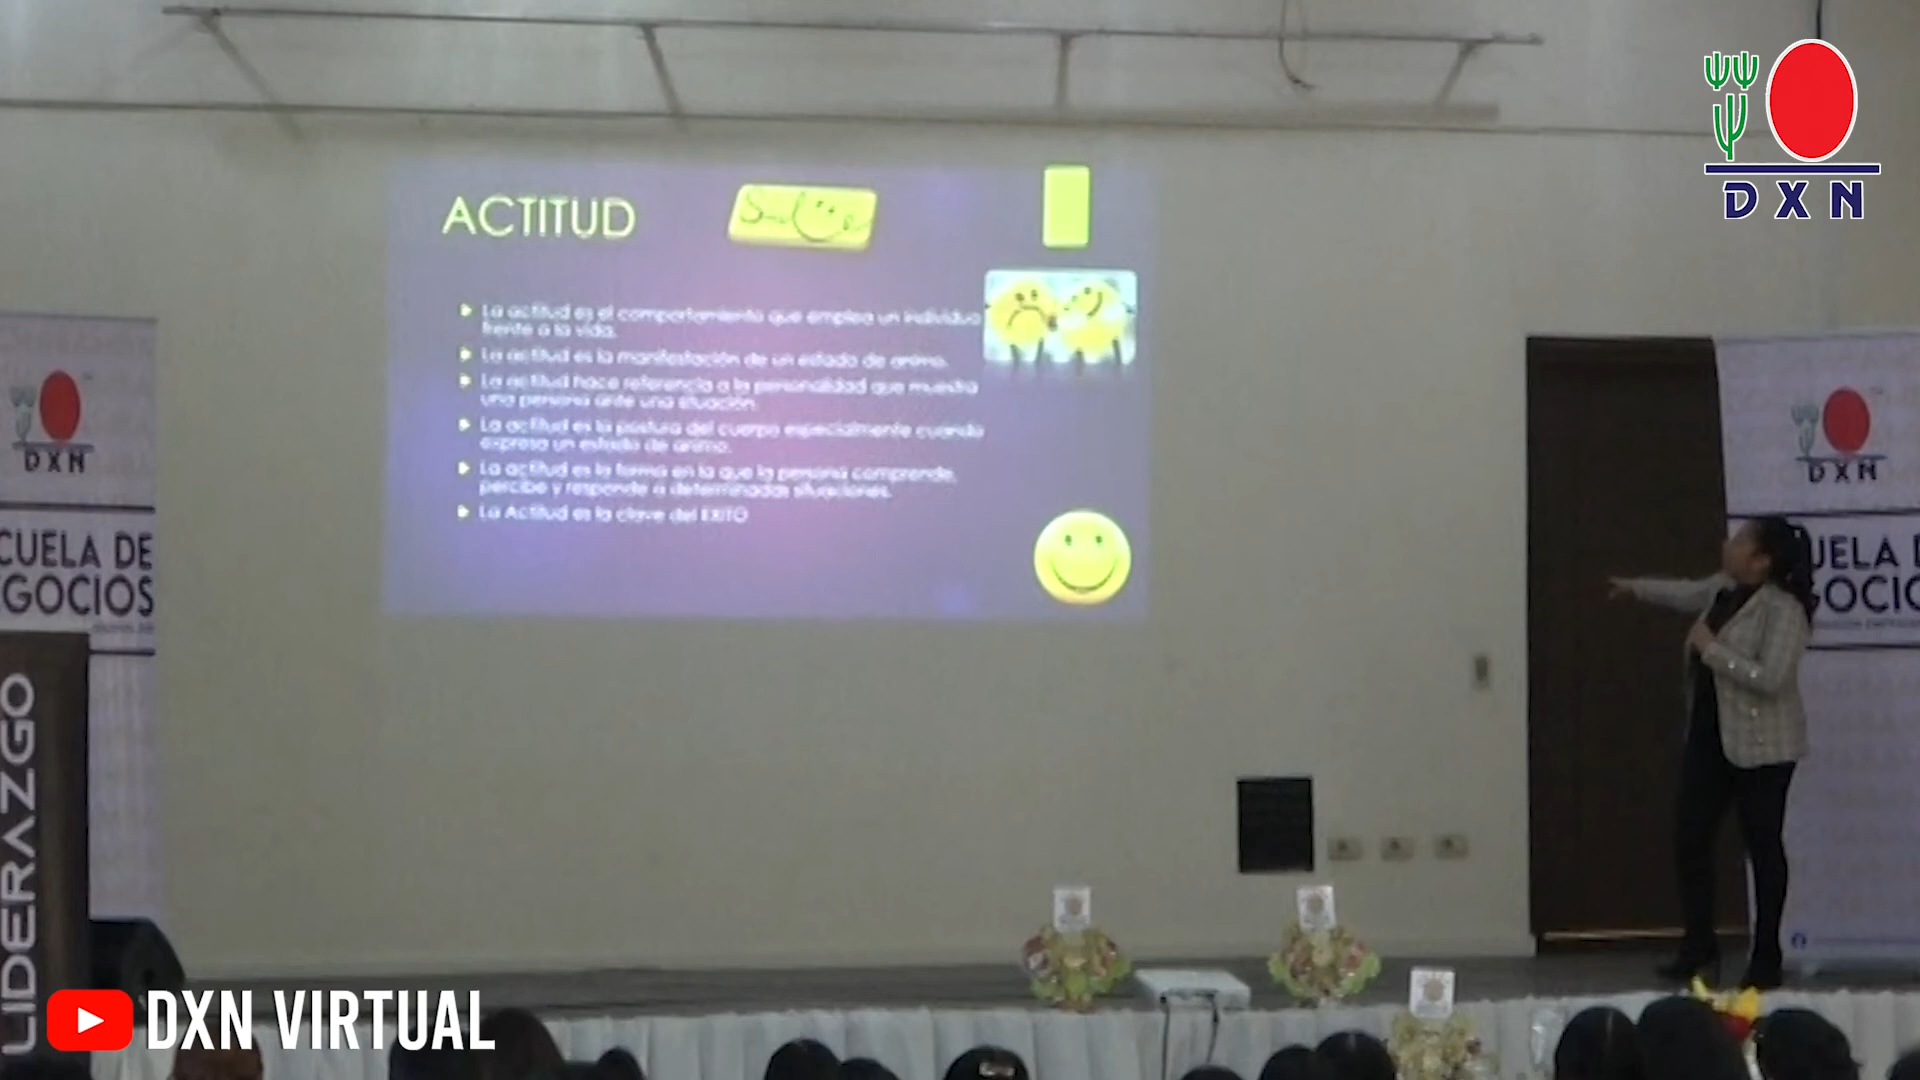 DXN
ACTITUD
Smile
La actitud es el comportamiento que emplea un individuo
frente a la vida.
La actitud es la manifestación de un estado de animo.
La actitud hace referencia a la personalidad que muestra
una persona ante una situación.
La actitud es la postura del cuerpo especialmente cuando
expresa un estado de animo.
La actitud es la forma en la que la persona comprende,
percibe y responde a determinadas situaciones.
La Actitud es la clave del EXITO
DXN
CUELA DE
GOCIOS
LIDERAZGO
DXN
UELA D
GOCIO
DXN VIRTUAL